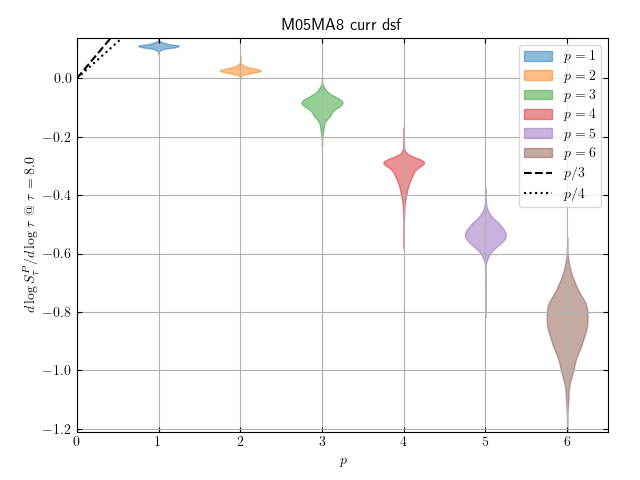 M05MA8 curr dsf
d log S_τ^P / d log τ @ τ = 8.0
0.0
−0.2
−0.4
−0.6
−0.8
−1.0
−1.2
0 1 2 3 4 5 6
p
p = 1
p = 2
p = 3
p = 4
p = 5
p = 6
p/3
p/4